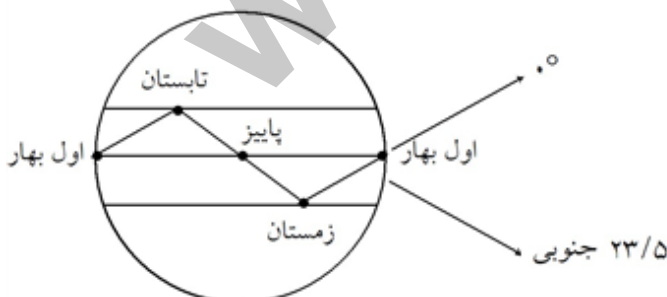 تابستان
۰°
پاییز
اول بهار
اول بهار
زمستان
۲۳/۵ جنوبی